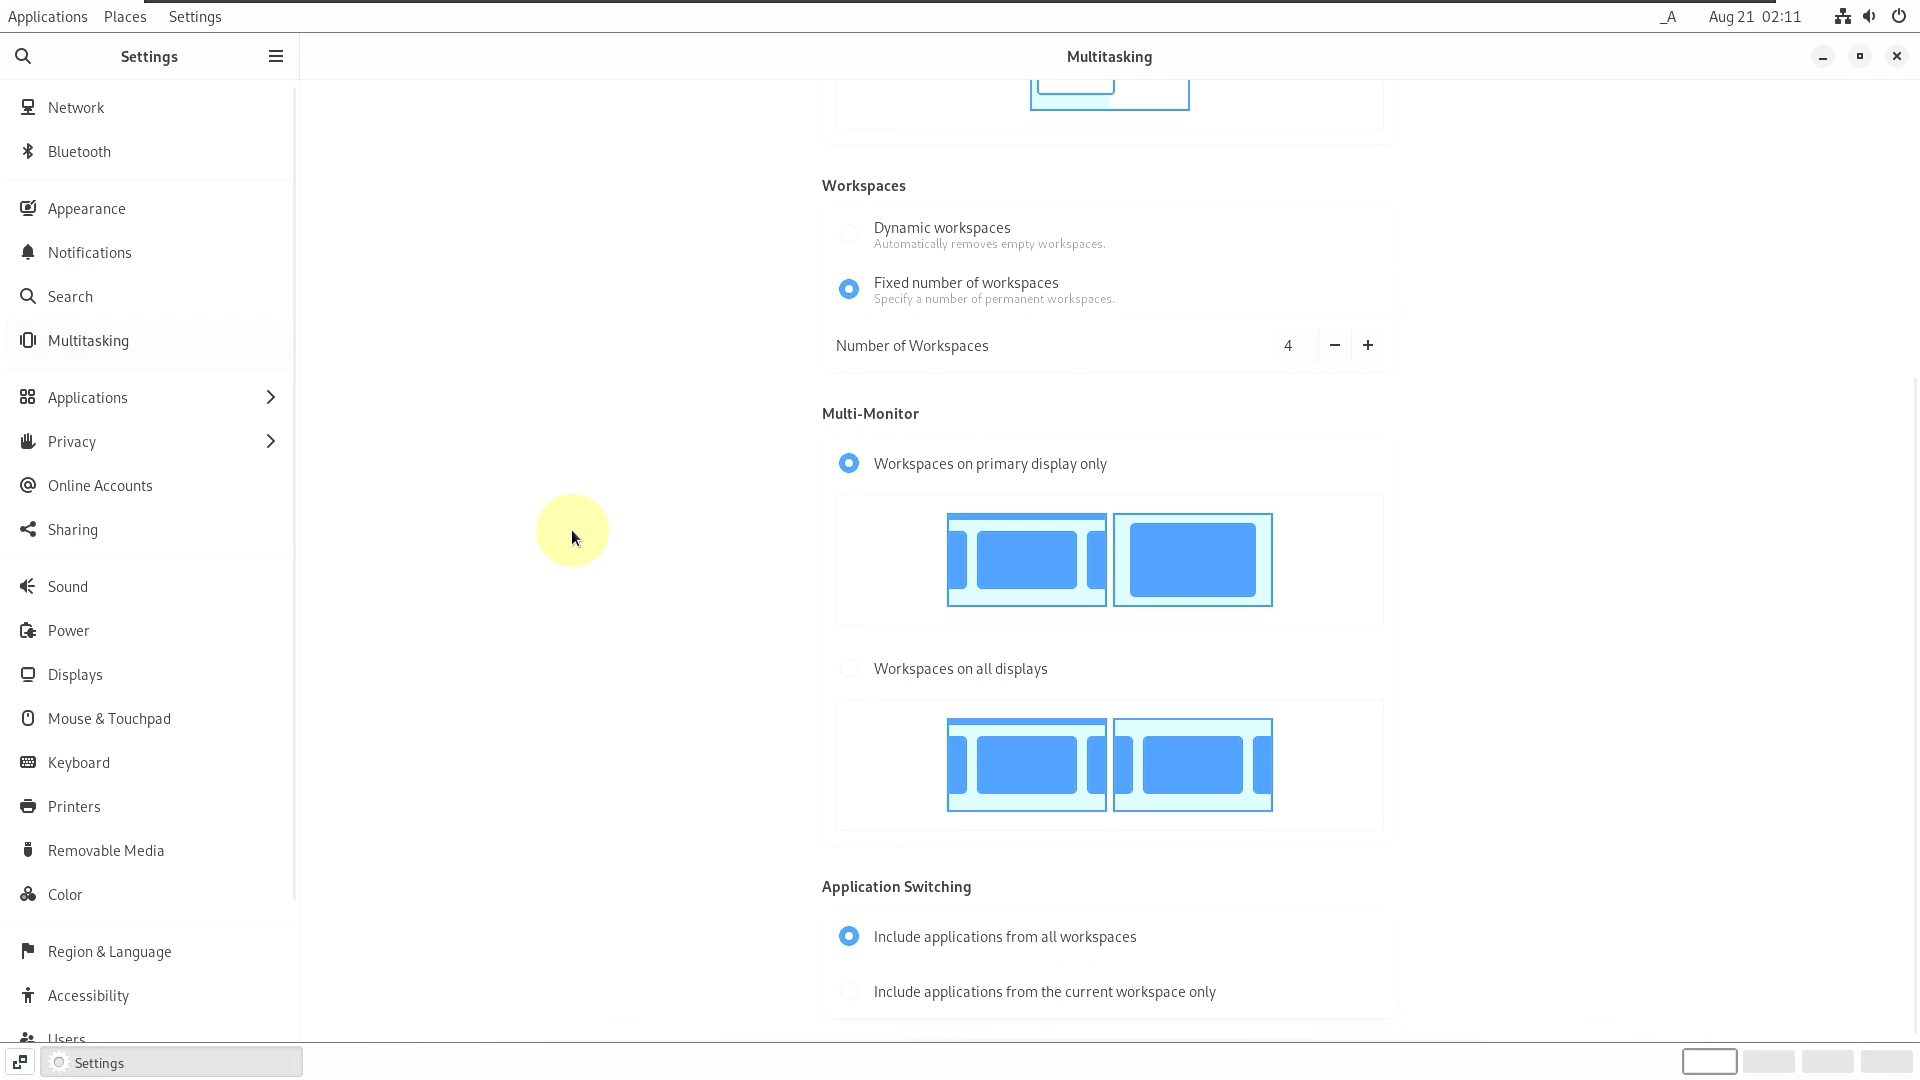 Applications Places Settings _A Aug 21 02:11
Settings Multitasking
Network
Bluetooth
Appearance
Notifications
Search
Multitasking
Applications
Privacy
Online Accounts
Sharing
Sound
Power
Displays
Mouse & Touchpad
Keyboard
Printers
Removable Media
Color
Region & Language
Accessibility
Users
Workspaces
Dynamic workspaces
Automatically removes empty workspaces.
Fixed number of workspaces
Specify a number of permanent workspaces.
Number of Workspaces 4 − +
Multi-Monitor
Workspaces on primary display only
Workspaces on all displays
Application Switching
Include applications from all workspaces
Include applications from the current workspace only
Settings